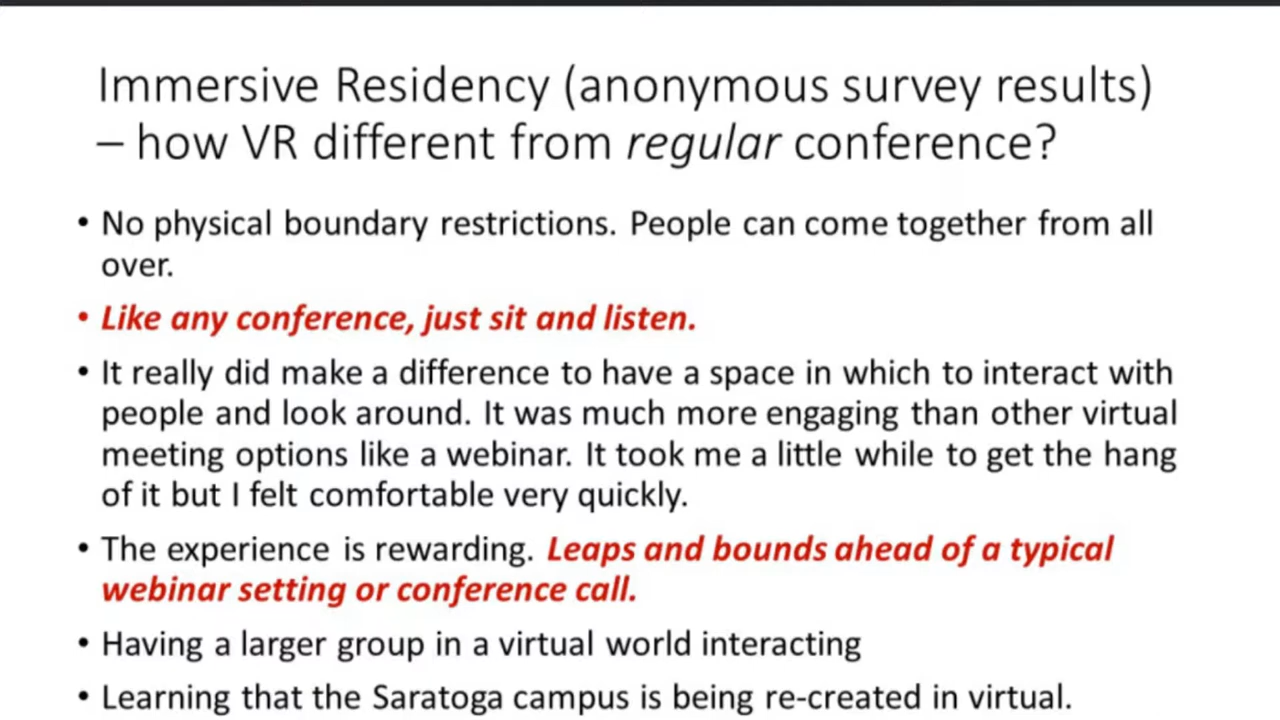 Immersive Residency (anonymous survey results)
– how VR different from regular conference?
• No physical boundary restrictions. People can come together from all
over.
• Like any conference, just sit and listen.
• It really did make a difference to have a space in which to interact with
people and look around. It was much more engaging than other virtual
meeting options like a webinar. It took me a little while to get the hang
of it but I felt comfortable very quickly.
• The experience is rewarding. Leaps and bounds ahead of a typical
webinar setting or conference call.
• Having a larger group in a virtual world interacting
• Learning that the Saratoga campus is being re-created in virtual.